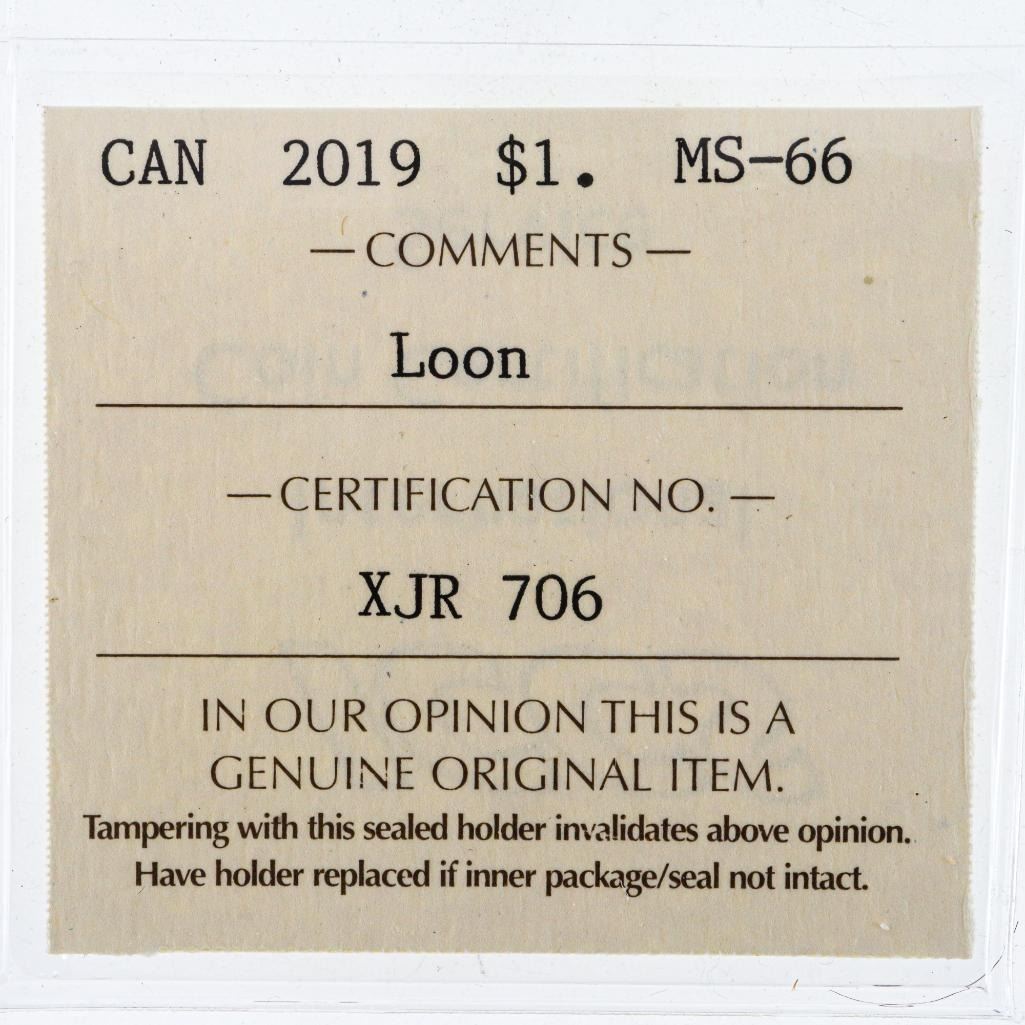 CAN 2019 $1. MS-66
— COMMENTS —
Loon
— CERTIFICATION NO. —
XJR 706
IN OUR OPINION THIS IS A
GENUINE ORIGINAL ITEM.
Tampering with this sealed holder invalidates above opinion.
Have holder replaced if inner package/seal not intact.